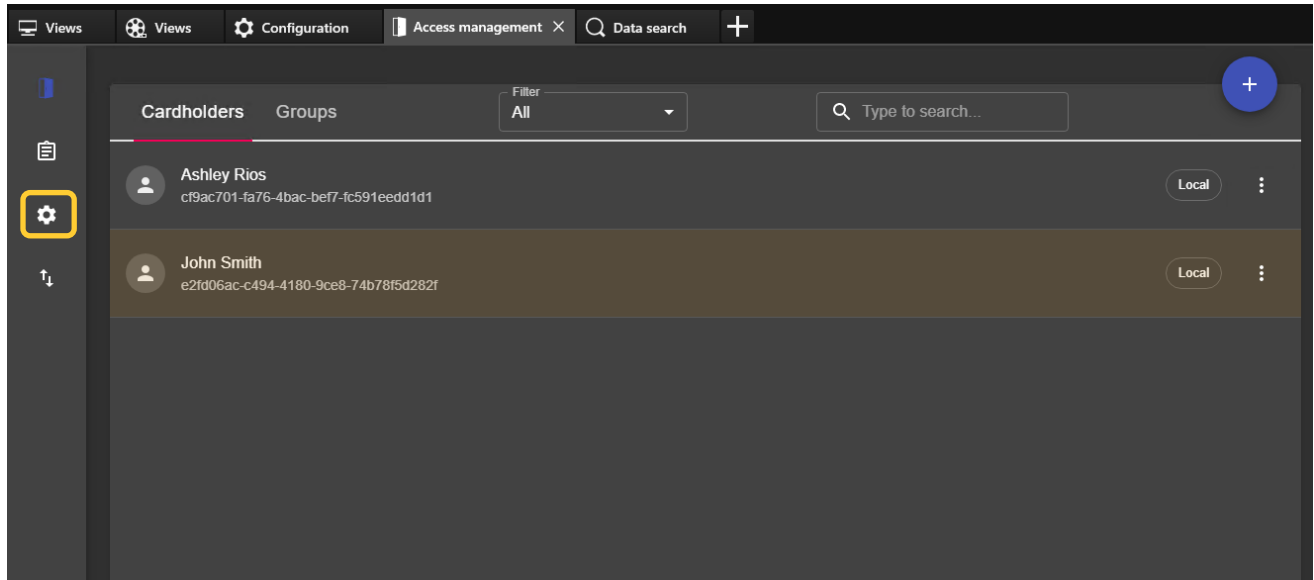 Views Views Configuration Access management Data search
Filter
Cardholders Groups All Type to search...
Ashley Rios
cf9ac701-fa76-4bac-bef7-fc591eedd1d1
Local
John Smith
e2fd06ac-c494-4180-9ce8-74b78f5d282f
Local